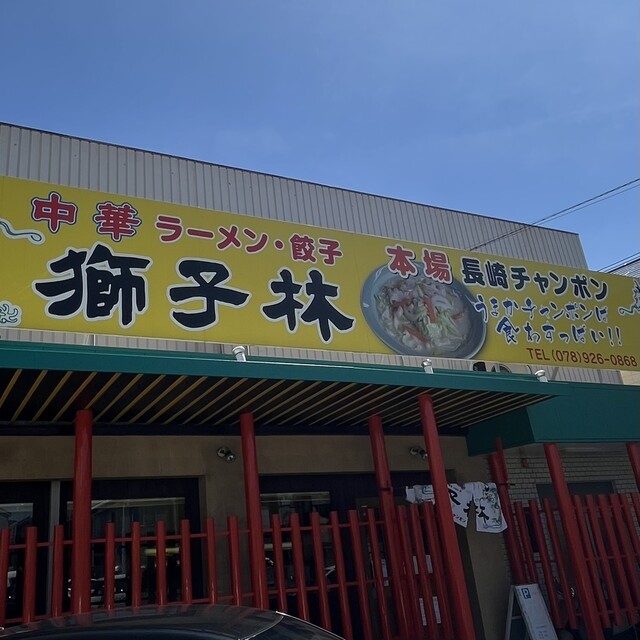 中華 ラーメン・餃子
獅子林
本場 長崎チャンポン
うまかチャンポンは
食わすっばい!!
TEL(078)926-0868